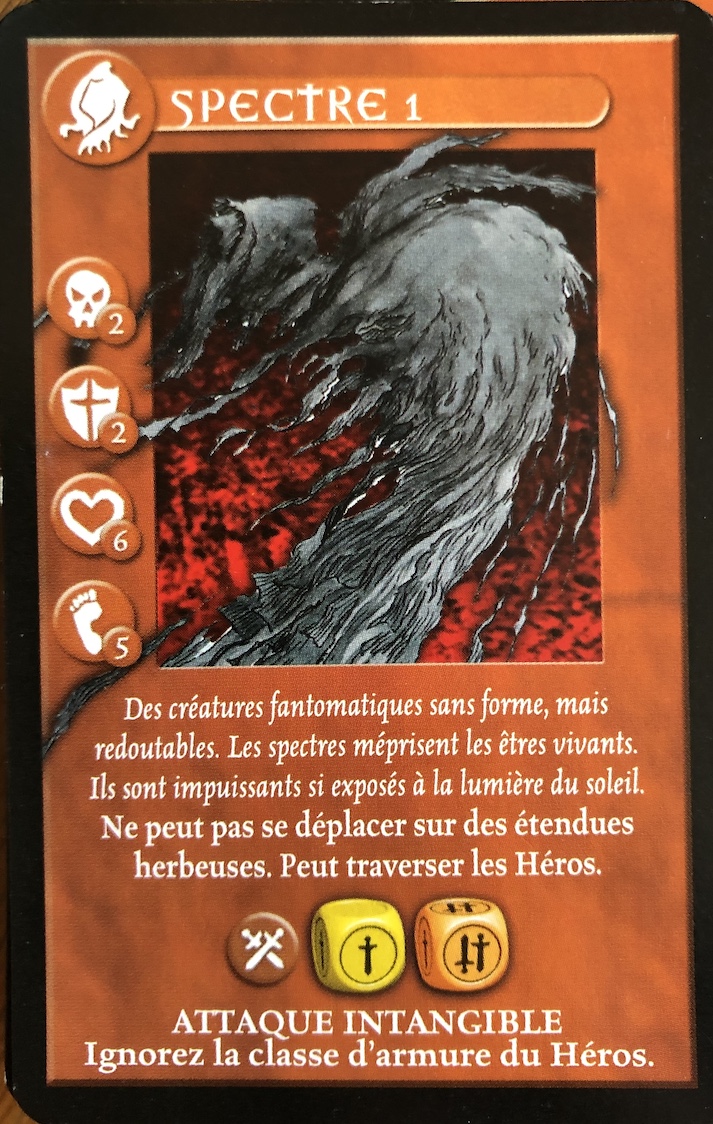 SPECTRE 1
2
2
6
5
Des créatures fantomatiques sans forme, mais
redoutables. Les spectres méprisent les êtres vivants.
Ils sont impuissants si exposés à la lumière du soleil.
Ne peut pas se déplacer sur des étendues
herbeuses. Peut traverser les Héros.
ATTAQUE INTANGIBLE
Ignorez la classe d'armure du Héros.